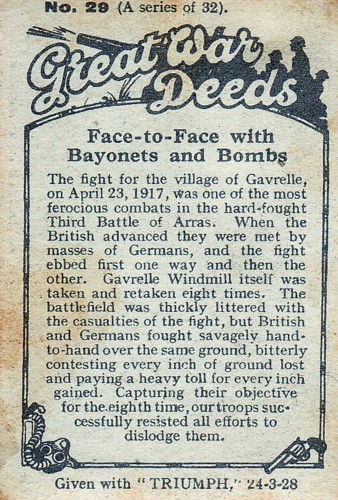 No. 29 (A series of 32).
Great War
Deeds
Face-to-Face with
Bayonets and Bombs
The fight for the village of Gavrelle,
on April 23, 1917, was one of the most
ferocious combats in the hard-fought
Third Battle of Arras. When the
British advanced they were met by
masses of Germans, and the fight
ebbed first one way and then the
other. Gavrelle Windmill itself was
taken and retaken eight times. The
battlefield was thickly littered with
the casualties of the fight, but British
and Germans fought savagely hand-
to-hand over the same ground, bitterly
contesting every inch of ground lost
and paying a heavy toll for every inch
gained. Capturing their objective
for the eighth time, our troops suc-
cessfully resisted all efforts to
dislodge them.
Given with "TRIUMPH," 24-3-28